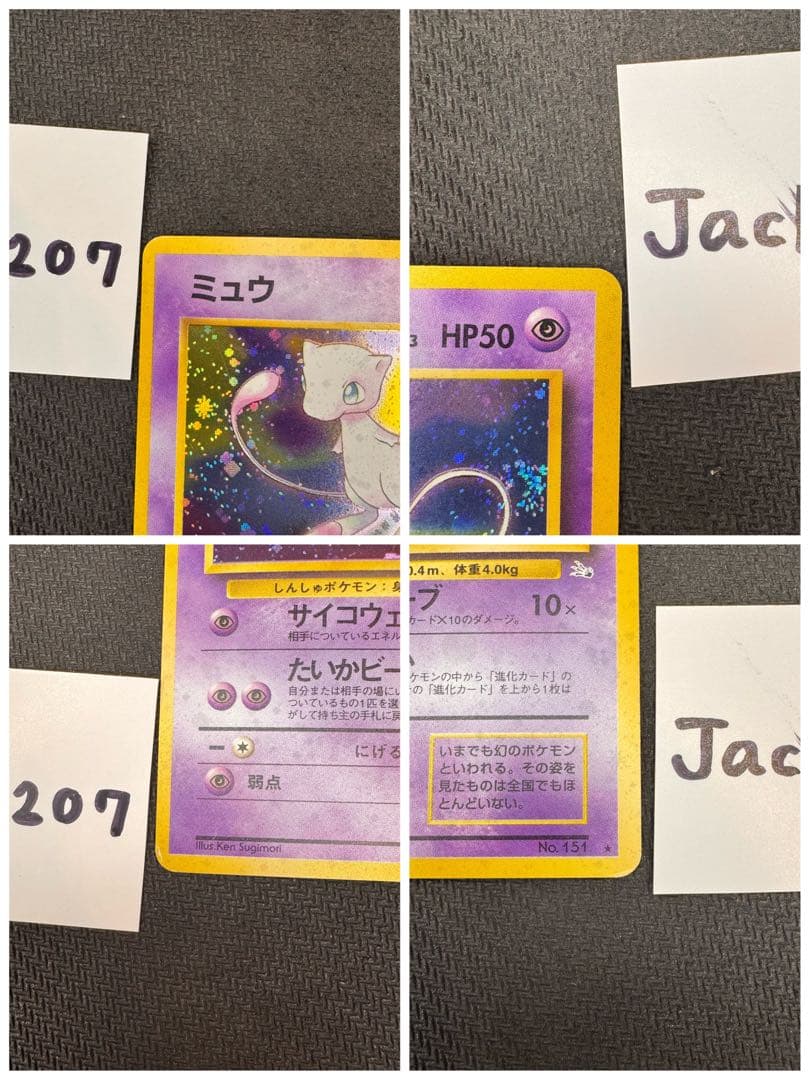 207
ミュウ
3 HP50
Jac
207
しんしゅポケモン：身
サイコウェ
相手についているエネル
たいかビー
自分または相手の場にい
ついているもの1匹を選
がして持ち主の手札に戻
にげる
弱点
Illus.Ken Sugimori
0.4m、体重4.0kg
ーブ
10×
カード×10のダメージ。
ム
ケモンの中から「進化カード」の
の「進化カード」を上から1枚は
いまでも幻のポケモン
といわれる。その姿を
見たものは全国でもほ
とんどいない。
No. 151 ★
Jac